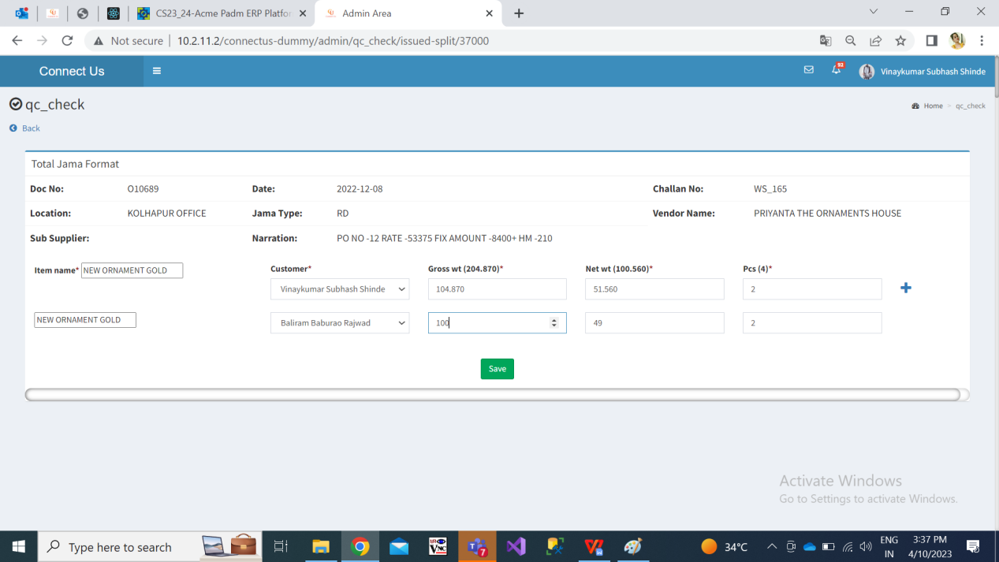 CS23_24-Acme Padm ERP Platfor
Admin Area
Not secure
10.2.11.2/connectus-dummy/admin/qc_check/issued-split/37000
Connect Us
92
Vinaykumar Subhash Shinde
qc_check
Home > qc_check
Back
Total Jama Format
Doc No: O10689 Date: 2022-12-08 Challan No: WS_165
Location: KOLHAPUR OFFICE Jama Type: RD Vendor Name: PRIYANTA THE ORNAMENTS HOUSE
Sub Supplier: Narration: PO NO -12 RATE -53375 FIX AMOUNT -8400+ HM -210
Item name* NEW ORNAMENT GOLD Customer* Gross wt (204.870)* Net wt (100.560)* Pcs (4)*
Vinaykumar Subhash Shinde 104.870 51.560 2
NEW ORNAMENT GOLD Baliram Baburao Rajwad 100 49 2
Save
Activate Windows
Go to Settings to activate Windows.
Type here to search
VNC
7
34°C
ENG
IN
3:37 PM
4/10/2023